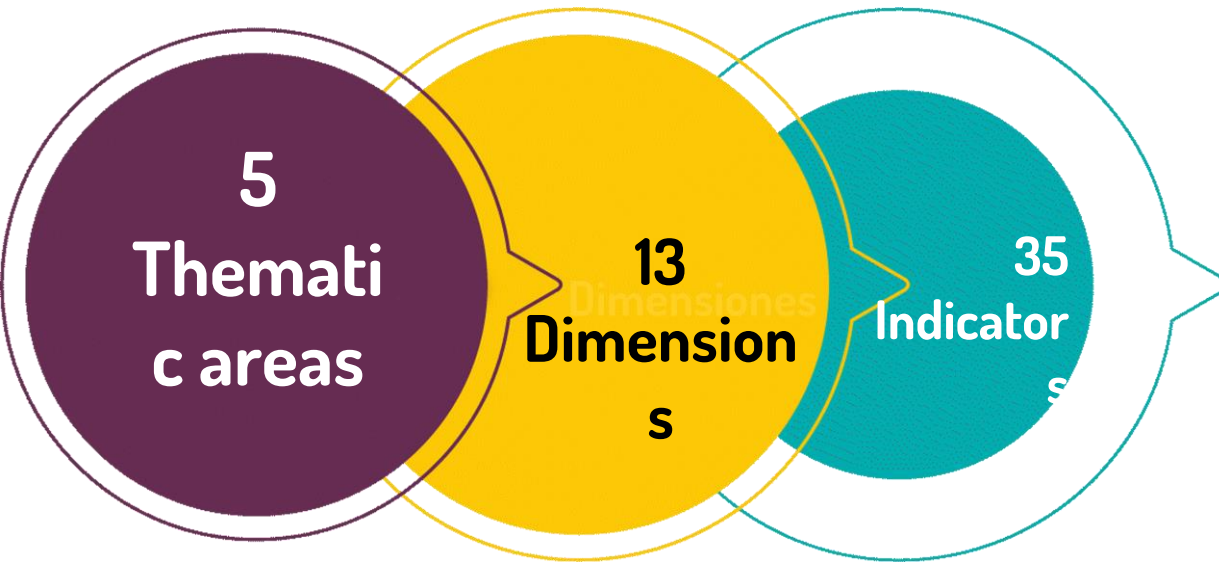 5
Themati
c areas
13
Dimensiones
Dimension
s
35
Indicator
s